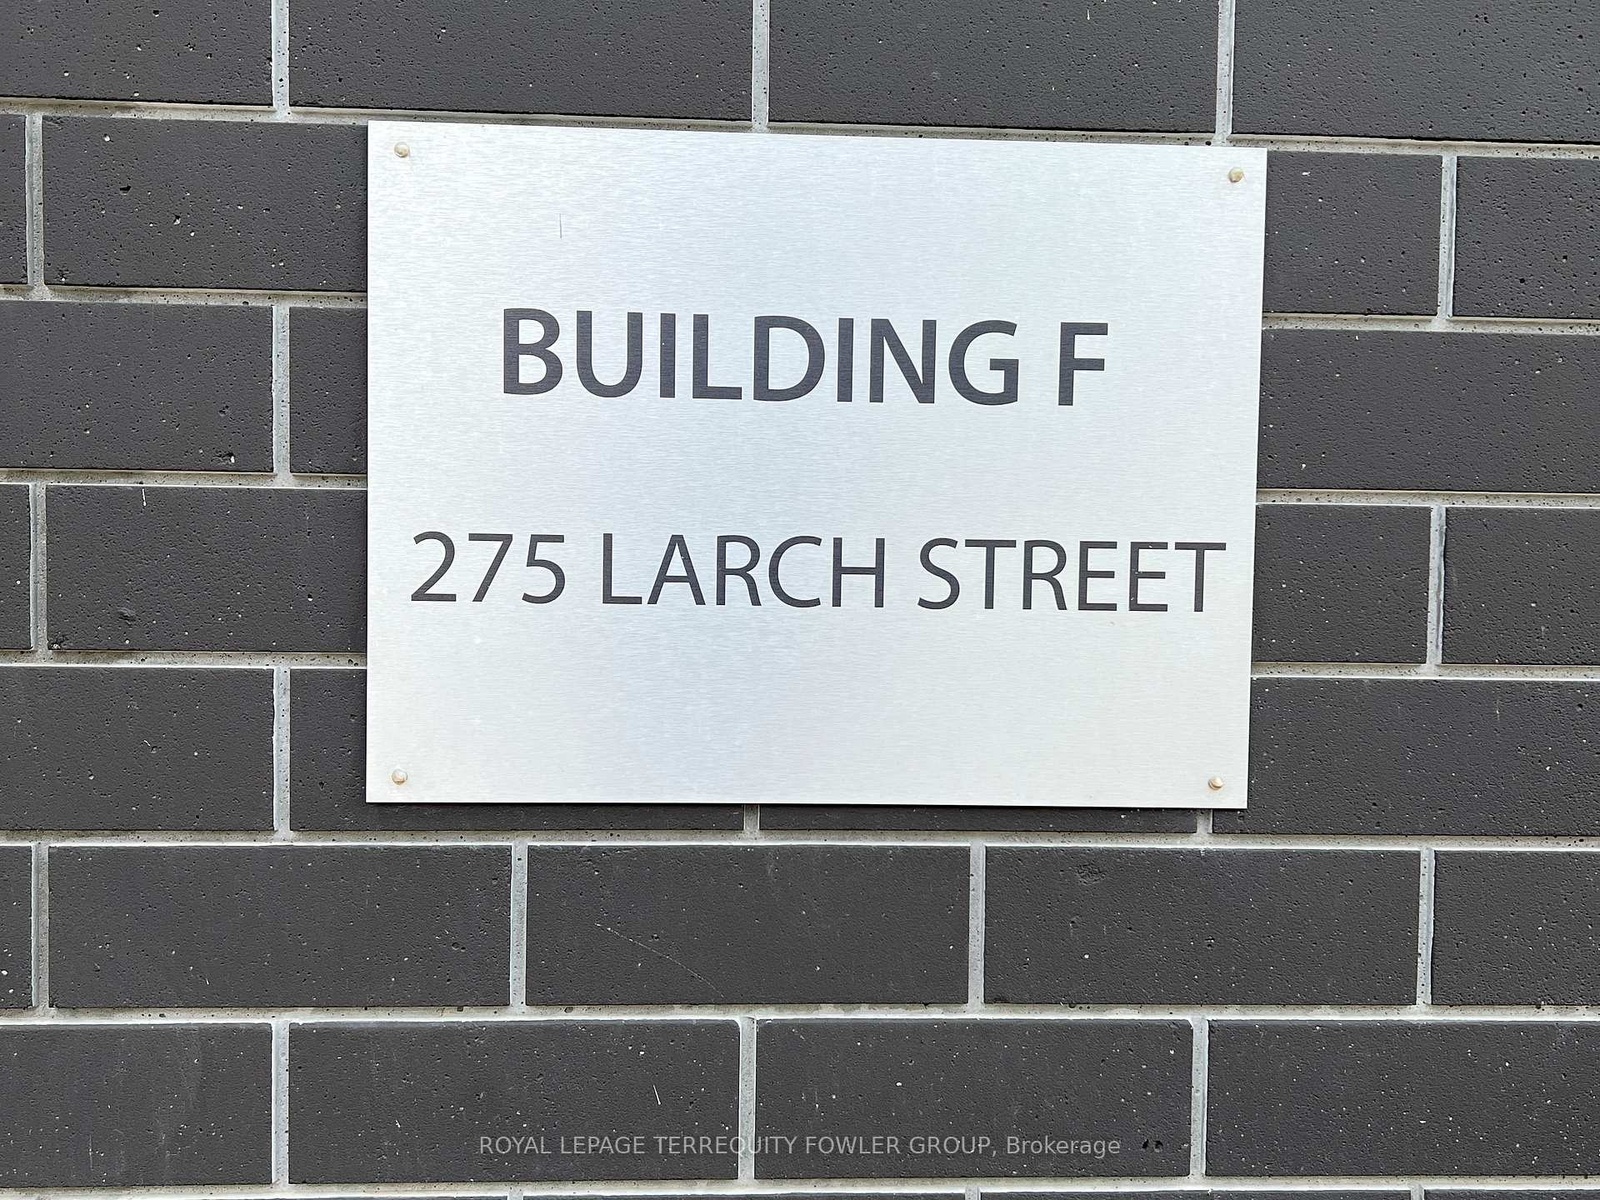 BUILDING F
275 LARCH STREET
ROYAL LEPAGE TERREQUITY FOWLER GROUP, Brokerage